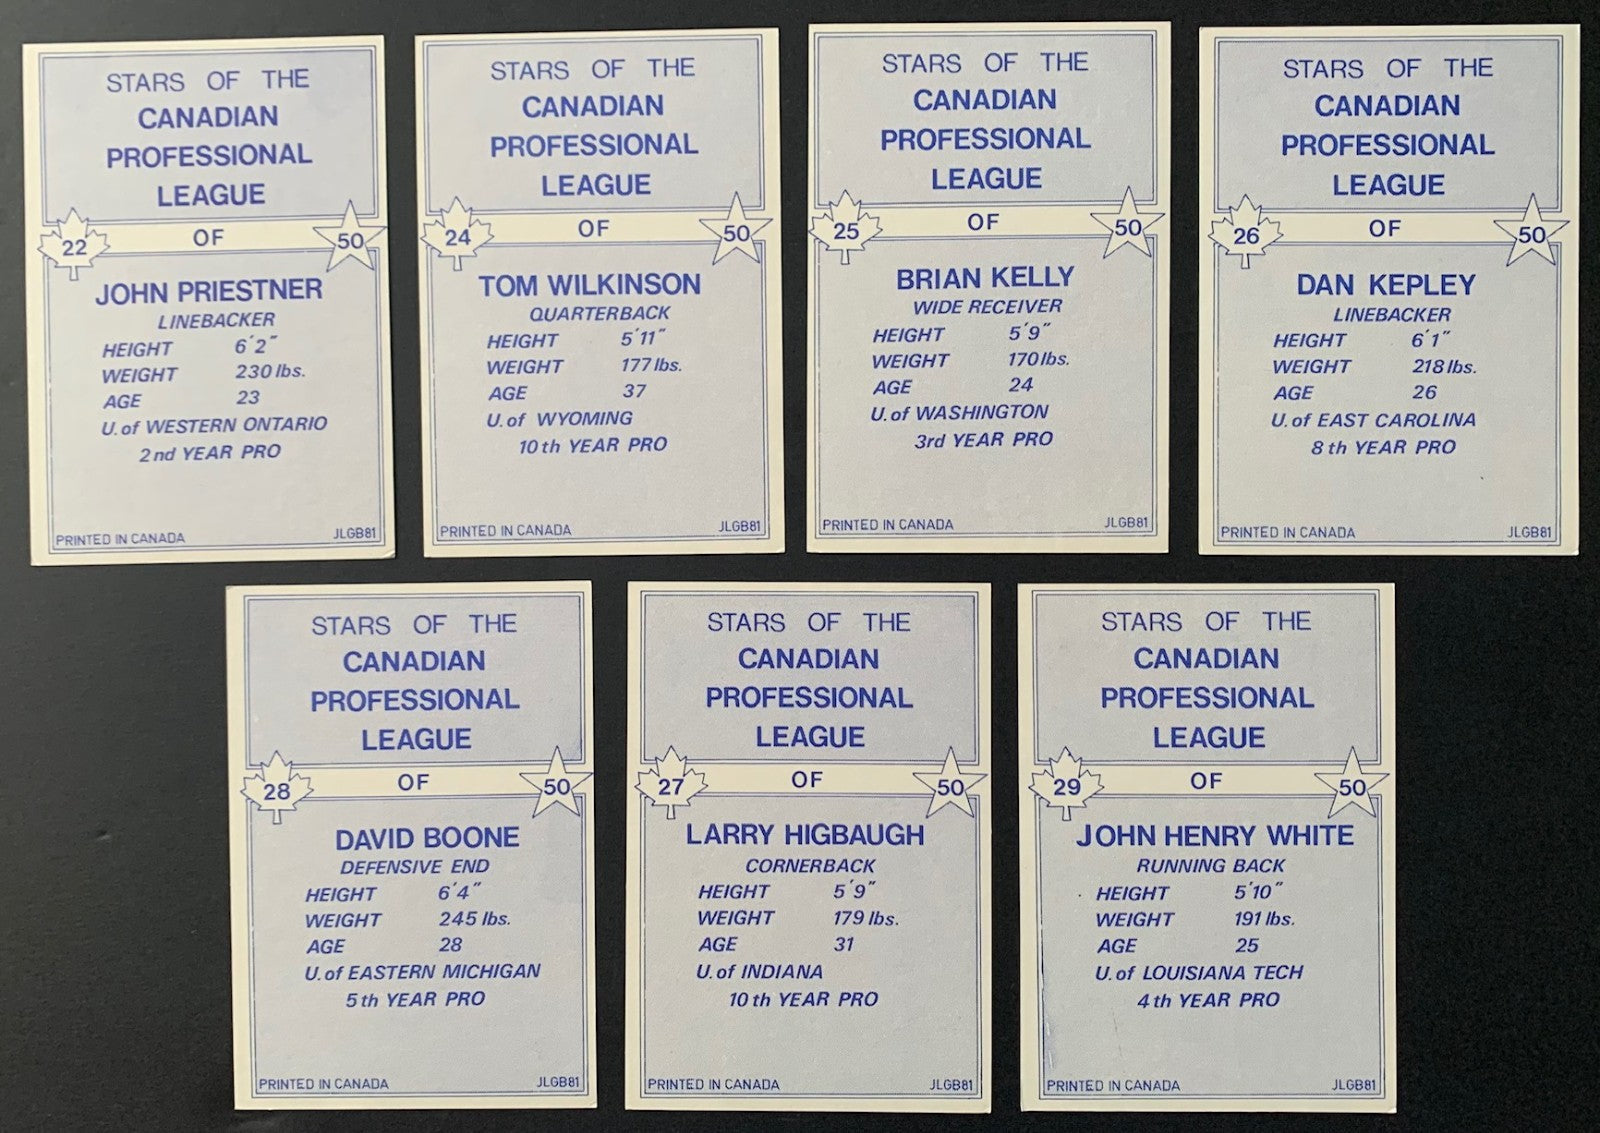 STARS OF THE
CANADIAN
PROFESSIONAL
LEAGUE
22 OF 50
JOHN PRIESTNER
LINEBACKER
HEIGHT 6'2"
WEIGHT 230 lbs.
AGE 23
U. of WESTERN ONTARIO
2nd YEAR PRO
PRINTED IN CANADA JLGB81
STARS OF THE
CANADIAN
PROFESSIONAL
LEAGUE
24 OF 50
TOM WILKINSON
QUARTERBACK
HEIGHT 5'11"
WEIGHT 177 lbs.
AGE 37
U. of WYOMING
10th YEAR PRO
PRINTED IN CANADA JLGB81
STARS OF THE
CANADIAN
PROFESSIONAL
LEAGUE
25 OF 50
BRIAN KELLY
WIDE RECEIVER
HEIGHT 5'9"
WEIGHT 170 lbs.
AGE 24
U. of WASHINGTON
3rd YEAR PRO
PRINTED IN CANADA JLGB81
STARS OF THE
CANADIAN
PROFESSIONAL
LEAGUE
26 OF 50
DAN KEPLEY
LINEBACKER
HEIGHT 6'1"
WEIGHT 218 lbs.
AGE 26
U. of EAST CAROLINA
8th YEAR PRO
PRINTED IN CANADA JLGB81
STARS OF THE
CANADIAN
PROFESSIONAL
LEAGUE
28 OF 50
DAVID BOONE
DEFENSIVE END
HEIGHT 6'4"
WEIGHT 245 lbs.
AGE 28
U. of EASTERN MICHIGAN
5th YEAR PRO
PRINTED IN CANADA JLGB81
STARS OF THE
CANADIAN
PROFESSIONAL
LEAGUE
27 OF 50
LARRY HIGBAUGH
CORNERBACK
HEIGHT 5'9"
WEIGHT 179 lbs.
AGE 31
U. of INDIANA
10th YEAR PRO
PRINTED IN CANADA JLGB81
STARS OF THE
CANADIAN
PROFESSIONAL
LEAGUE
29 OF 50
JOHN HENRY WHITE
RUNNING BACK
HEIGHT 5'10"
WEIGHT 191 lbs.
AGE 25
U. of LOUISIANA TECH
4th YEAR PRO
PRINTED IN CANADA JLGB81